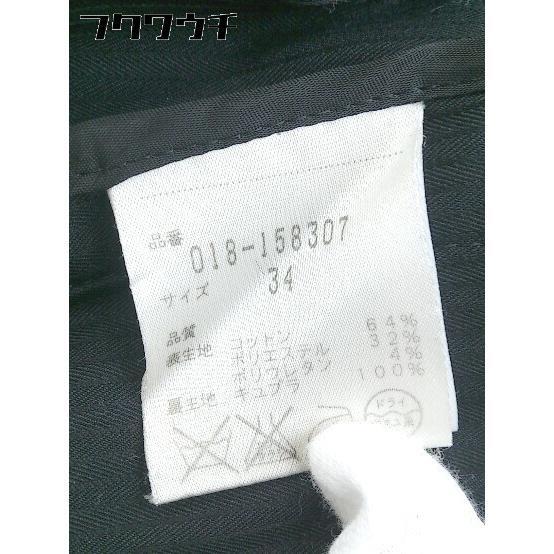 フクウウチ
品番 018-158307
サイズ 34
品質
表生地 コットン 64%
ポリエステル 32%
ポリウレタン 4%
裏生地 キュプラ 100%
ドライ